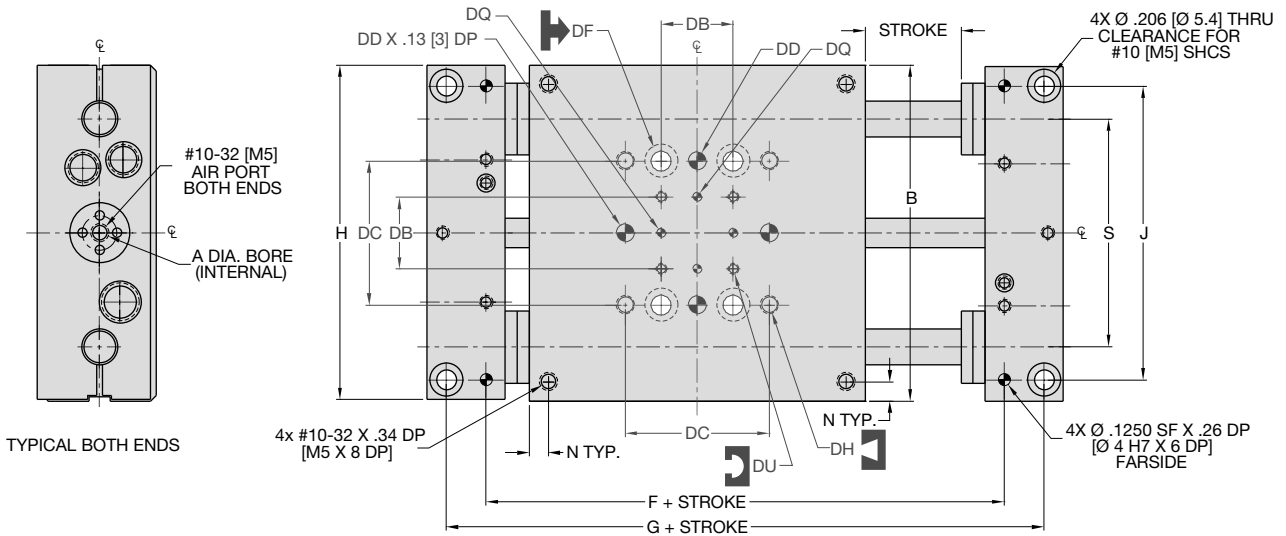 ℄
#10-32 [M5]
AIR PORT
BOTH ENDS
℄
A DIA. BORE
(INTERNAL)
TYPICAL BOTH ENDS
DQ
DD X .13 [3] DP
DF
DB
℄
DD
DQ
STROKE
4X Ø .206 [Ø 5.4] THRU
CLEARANCE FOR
#10 [M5] SHCS
H
DC
DB
B
S
J
℄
4x #10-32 X .34 DP
[M5 X 8 DP]
N TYP.
DC
DU
DH
N TYP.
4X Ø .1250 SF X .26 DP
[Ø 4 H7 X 6 DP]
FARSIDE
F + STROKE
G + STROKE